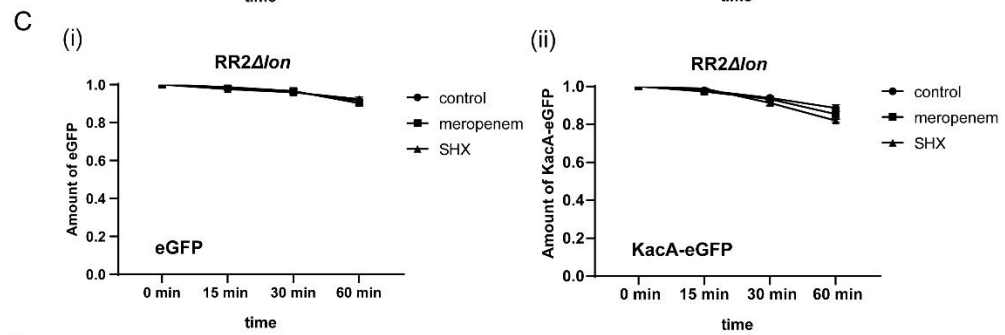 time
time
C
(i)
(ii)
RR2Δlon
RR2Δlon
Amount of eGFP
1.0
0.8
0.6
0.4
0.2
0.0
control
meropenem
SHX
eGFP
0 min 15 min 30 min 60 min
time
Amount of KacA-eGFP
1.0
0.8
0.6
0.4
0.2
0.0
control
meropenem
SHX
KacA-eGFP
0 min 15 min 30 min 60 min
time